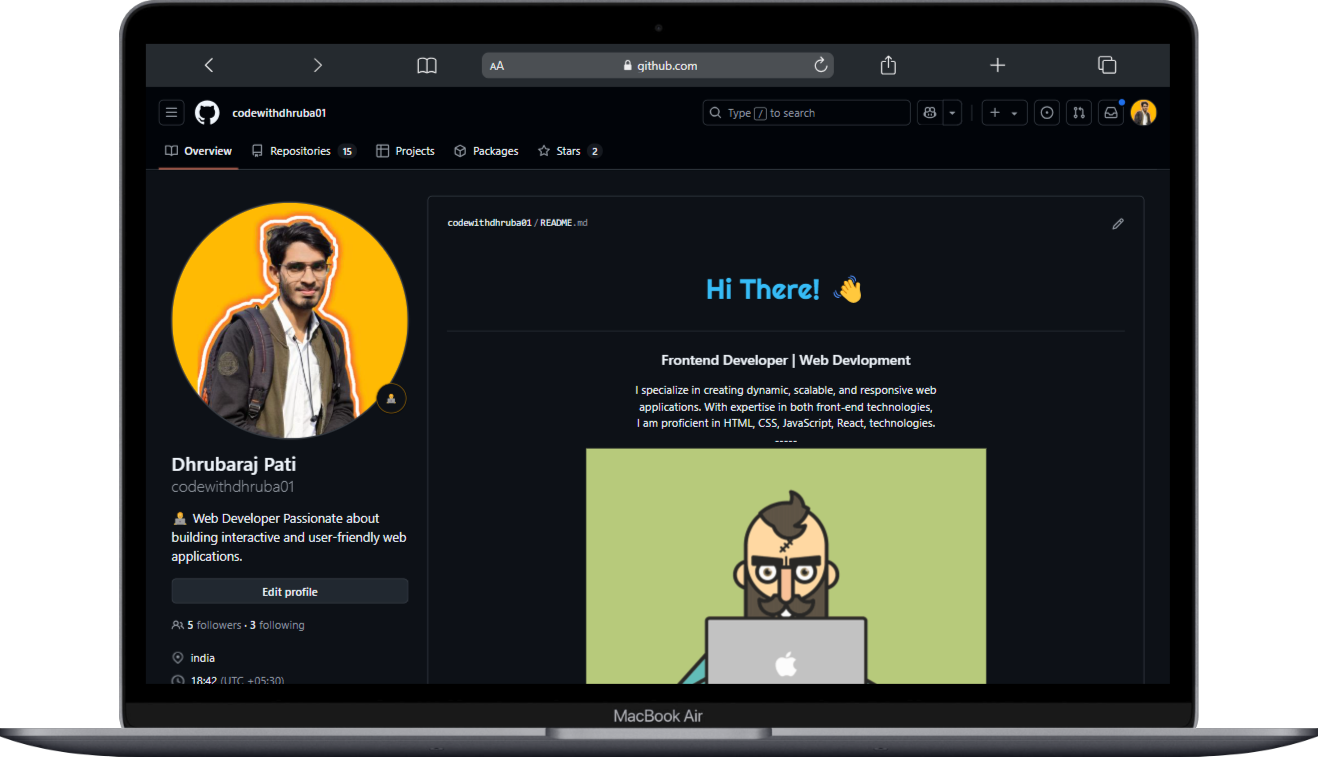 AA github.com
codewithdhruba01
Type / to search
Overview Repositories 15 Projects Packages Stars 2
codewithdhruba01/README.md
Hi There!
Frontend Developer | Web Devlopment
I specialize in creating dynamic, scalable, and responsive web
applications. With expertise in both front-end technologies,
I am proficient in HTML, CSS, JavaScript, React, technologies.
-----
Dhrubaraj Pati
codewithdhruba01
Web Developer Passionate about
building interactive and user-friendly web
applications.
Edit profile
5 followers · 3 following
india
18:42 (UTC +05:30)
MacBook Air